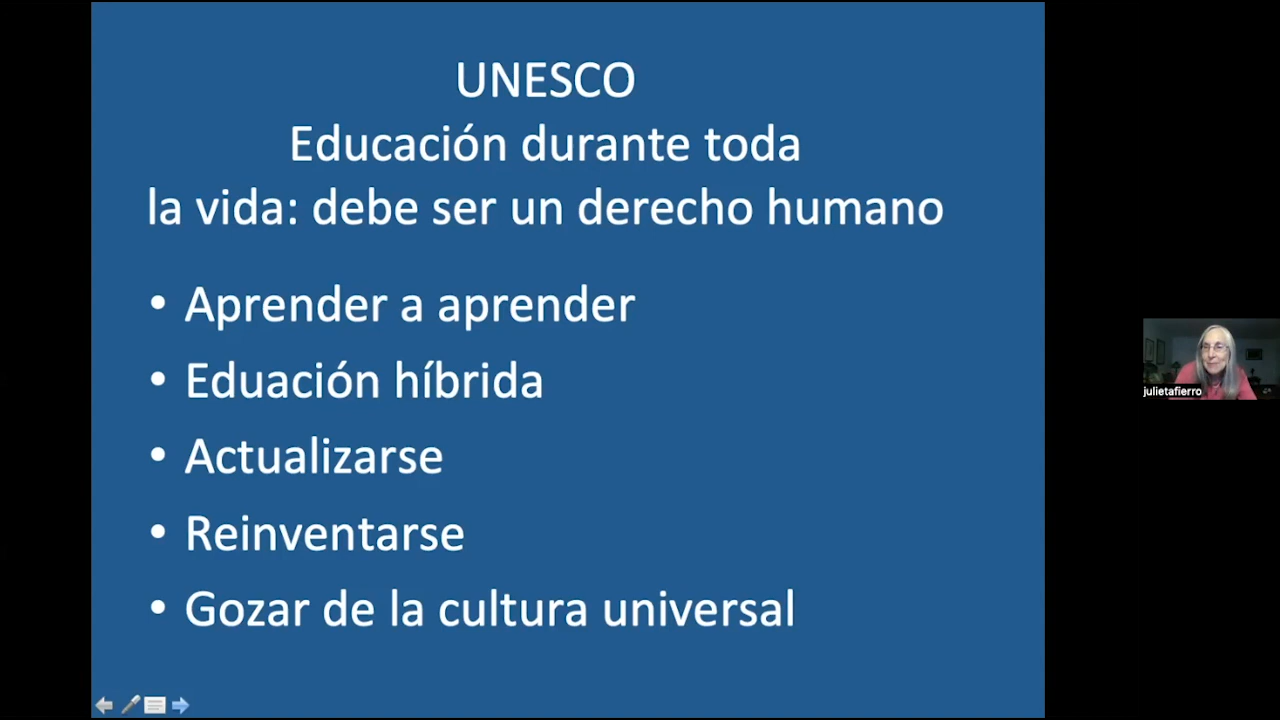 UNESCO
Educación durante toda
la vida: debe ser un derecho humano
• Aprender a aprender
• Eduación híbrida
• Actualizarse
• Reinventarse
• Gozar de la cultura universal
julietafierro